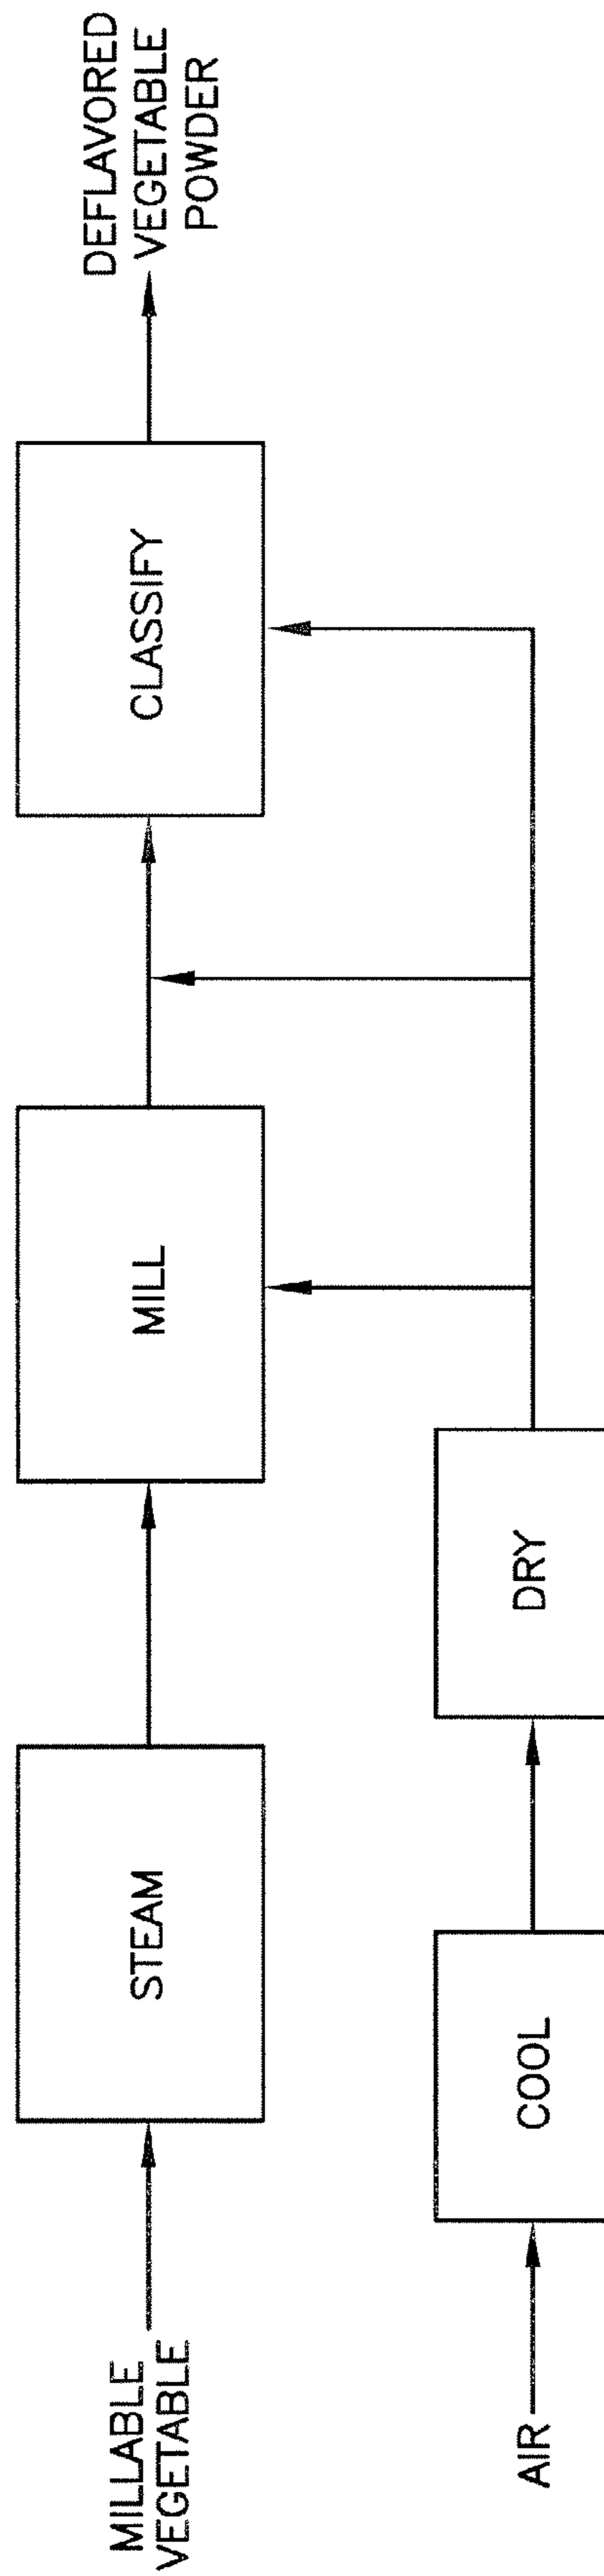 MILLABLE
VEGETABLE
STEAM
MILL
CLASSIFY
DEFLAVORED
VEGETABLE
POWDER
AIR
COOL
DRY